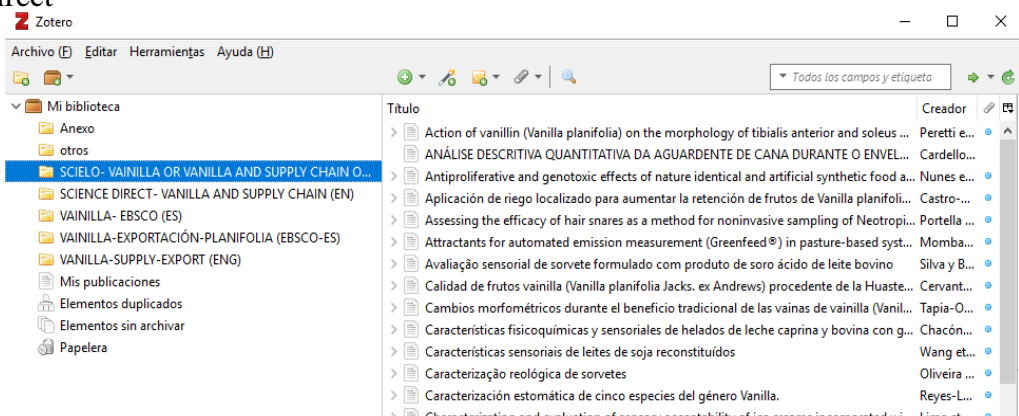 irect
Zotero
Archivo (F) Editar Herramientas Ayuda (H)
Todos los campos y etiqueta
Mi biblioteca
Anexo
otros
SCIELO- VAINILLA OR VANILLA AND SUPPLY CHAIN O...
SCIENCE DIRECT- VANILLA AND SUPPLY CHAIN (EN)
VAINILLA- EBSCO (ES)
VAINILLA-EXPORTACIÓN-PLANIFOLIA (EBSCO-ES)
VANILLA-SUPPLY-EXPORT (ENG)
Mis publicaciones
Elementos duplicados
Elementos sin archivar
Papelera
Título Creador
Action of vanillin (Vanilla planifolia) on the morphology of tibialis anterior and soleus ... Peretti e...
ANÁLISE DESCRITIVA QUANTITATIVA DA AGUARDENTE DE CANA DURANTE O ENVEL... Cardello...
Antiproliferative and genotoxic effects of nature identical and artificial synthetic food a... Nunes e...
Aplicación de riego localizado para aumentar la retención de frutos de Vanilla planifoli... Castro-...
Assessing the efficacy of hair snares as a method for noninvasive sampling of Neotropi... Portella ...
Attractants for automated emission measurement (Greenfeed®) in pasture-based syst... Momba...
Avaliação sensorial de sorvete formulado com produto de soro ácido de leite bovino Silva y B...
Calidad de frutos vainilla (Vanilla planifolia Jacks. ex Andrews) procedente de la Huaste... Cervant...
Cambios morfométricos durante el beneficio tradicional de las vainas de vainilla (Vanil... Tapia-O...
Características fisicoquímicas y sensoriales de helados de leche caprina y bovina con g... Chacón...
Características sensoriais de leites de soja reconstituídos Wang et...
Caracterização reológica de sorvetes Oliveira ...
Caracterización estomática de cinco especies del género Vanilla. Reyes-L...